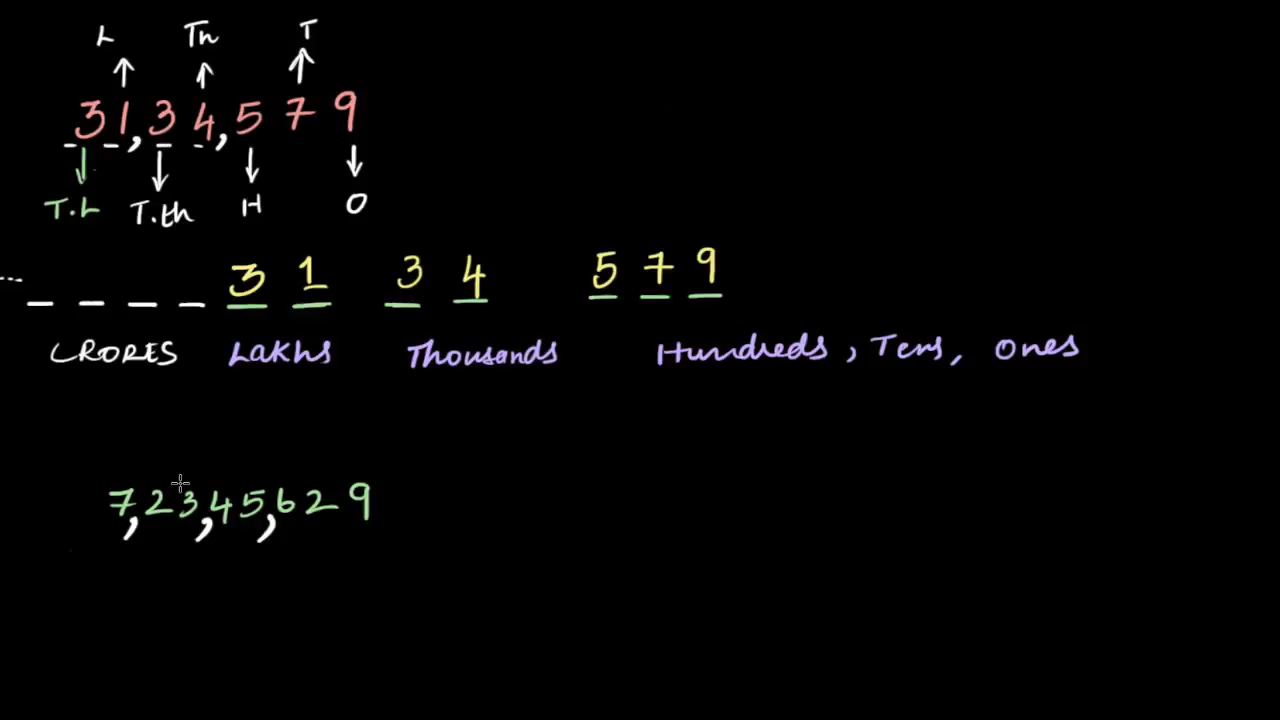 L Th T
31,34,579
T.L T.th H O
... _ _ _ _ 3 1 3 4 5 7 9
CRORES Lakhs Thousands Hundreds, Tens, Ones
7,23,45,629